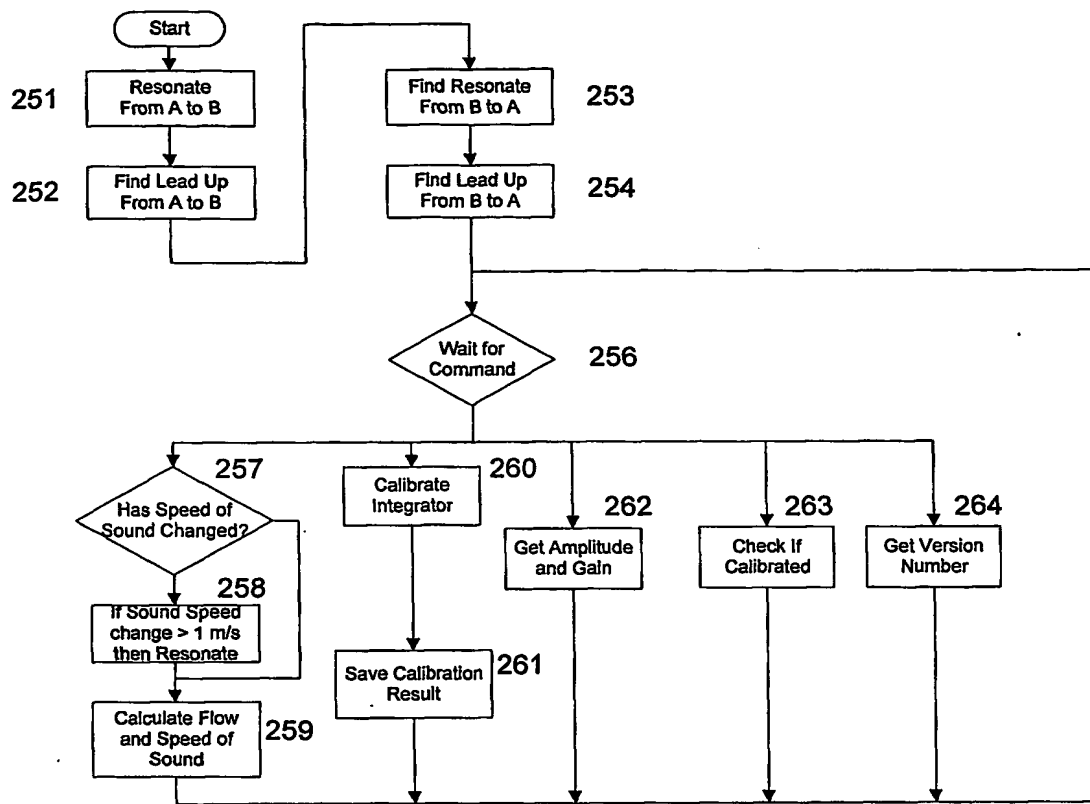 Start
251
Resonate
From A to B
252
Find Lead Up
From A to B
Find Resonate
From B to A
253
Find Lead Up
From B to A
254
Wait for
Command
256
257
Has Speed of
Sound Changed?
258
If Sound Speed
change > 1 m/s
then Resonate
Calculate Flow
and Speed of
Sound
259
260
Calibrate
Integrator
Save Calibration
Result
261
262
Get Amplitude
and Gain
263
Check If
Calibrated
264
Get Version
Number